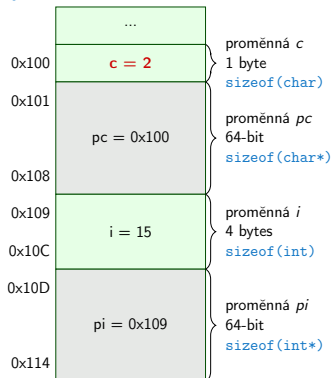 ...
0x100
c = 2
proměnná c
1 byte
sizeof(char)
0x101
pc = 0x100
0x108
proměnná pc
64-bit
sizeof(char*)
0x109
i = 15
0x10C
proměnná i
4 bytes
sizeof(int)
0x10D
pi = 0x109
0x114
proměnná pi
64-bit
sizeof(int*)